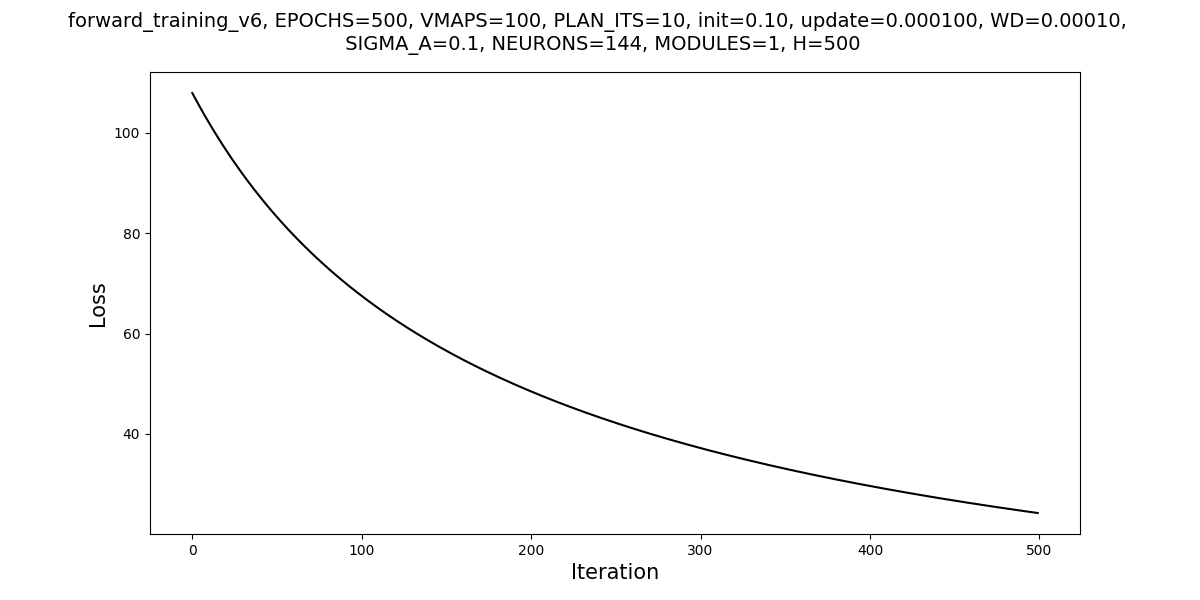 forward_training_v6, EPOCHS=500, VMAPS=100, PLAN_ITS=10, init=0.10, update=0.000100, WD=0.00010,
SIGMA_A=0.1, NEURONS=144, MODULES=1, H=500
100
80
60
40
Loss
0 100 200 300 400 500
Iteration